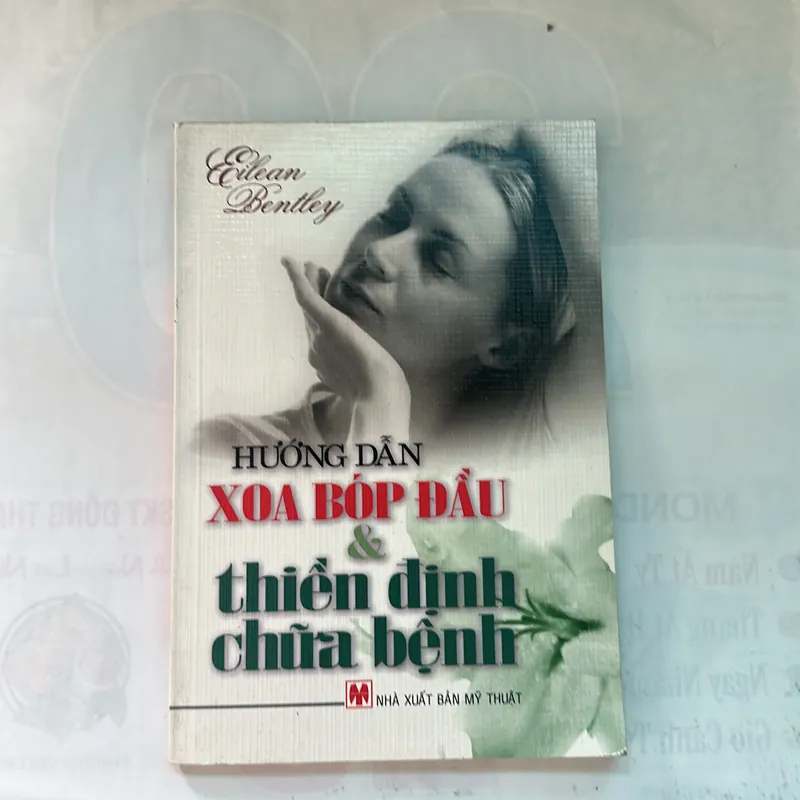 Eilean
Bentley
HƯỚNG DẪN
XOA BÓP ĐẦU
&
thiền định
chữa bệnh
NHÀ XUẤT BẢN MỸ THUẬT